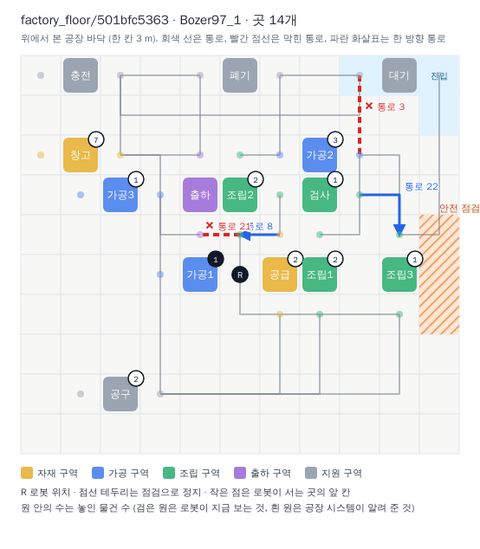 factory_floor/501bfc5363 · Bozer97_1 · 곳 14개
위에서 본 공장 바닥 (한 칸 3 m). 회색 선은 통로, 빨간 점선은 막힌 통로, 파란 화살표는 한 방향 통로
충전
폐기
대기
진입
통로 3
7
창고
3
가공2
1
가공3
출하
2
조립2
1
검사
통로 22
안전 점검
통로 21
통로 8
1
가공1
R
2
공급
2
조립1
1
조립3
2
공구
자재 구역
가공 구역
조립 구역
출하 구역
지원 구역
R 로봇 위치 · 점선 테두리는 점검으로 정지 · 작은 점은 로봇이 서는 곳의 앞 칸
원 안의 수는 놓인 물건 수 (검은 원은 로봇이 지금 보는 것, 흰 원은 공장 시스템이 알려 준 것)